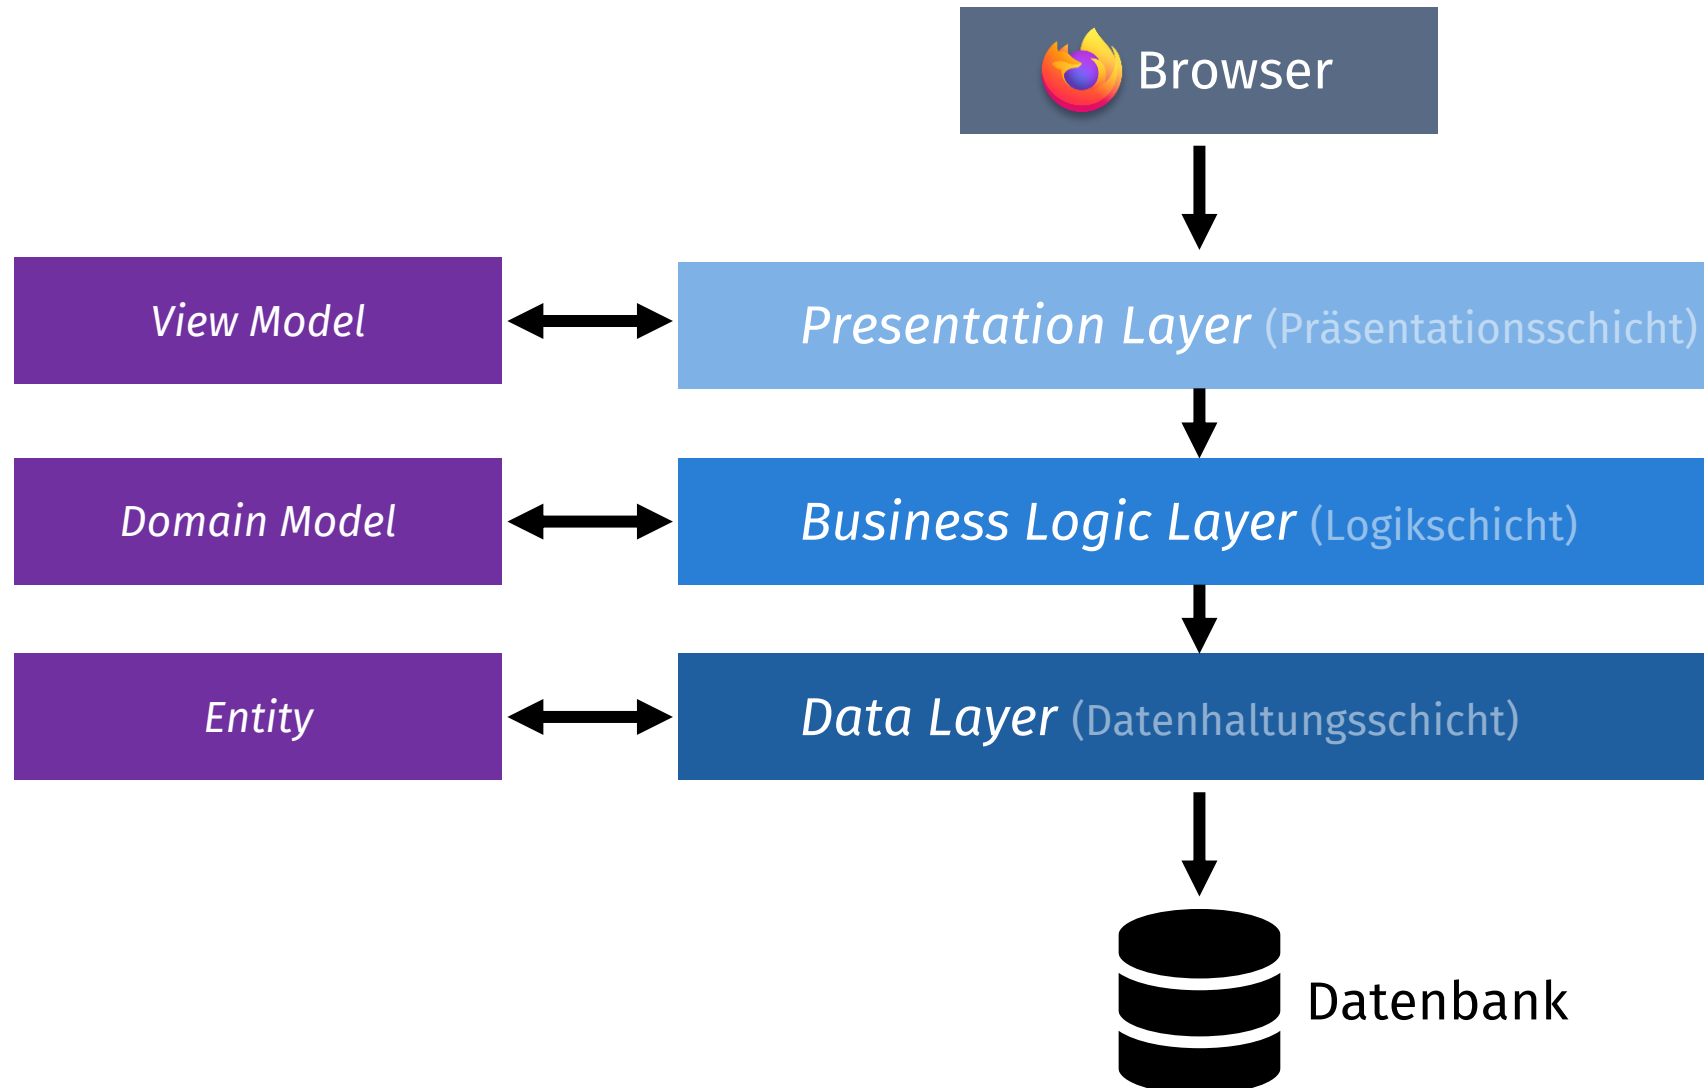 Browser
View Model
Presentation Layer (Präsentationsschicht)
Domain Model
Business Logic Layer (Logikschicht)
Entity
Data Layer (Datenhaltungsschicht)
Datenbank